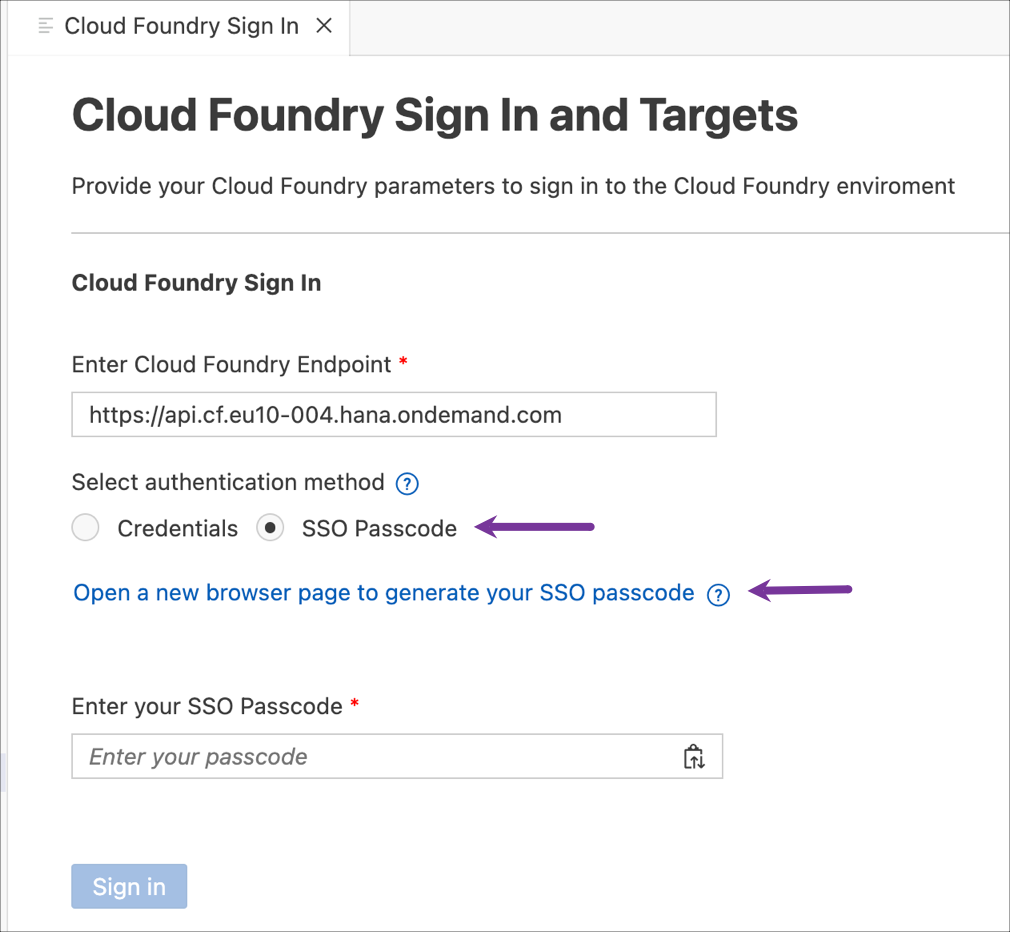 Cloud Foundry Sign In
Cloud Foundry Sign In and Targets
Provide your Cloud Foundry parameters to sign in to the Cloud Foundry enviroment
Cloud Foundry Sign In
Enter Cloud Foundry Endpoint *
https://api.cf.eu10-004.hana.ondemand.com
Select authentication method ?
Credentials SSO Passcode
Open a new browser page to generate your SSO passcode ?
Enter your SSO Passcode *
Enter your passcode
Sign in